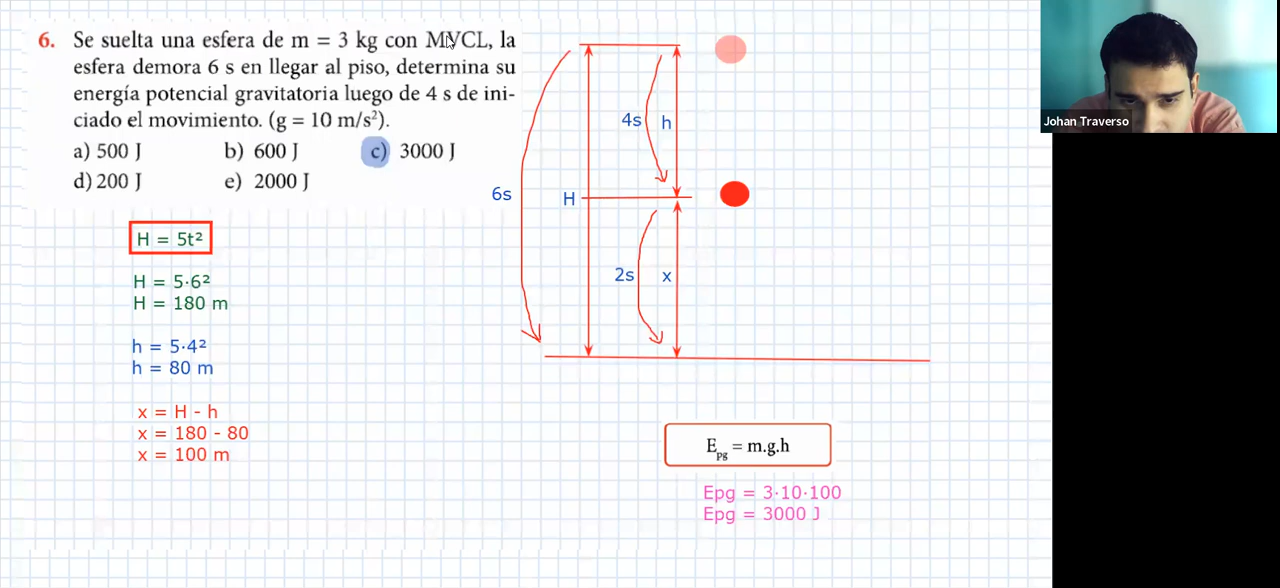 6. Se suelta una esfera de m = 3 kg con MVCL, la
esfera demora 6 s en llegar al piso, determina su
energía potencial gravitatoria luego de 4 s de ini-
ciado el movimiento. (g = 10 m/s²).
a) 500 J b) 600 J c) 3000 J
d) 200 J e) 2000 J
H = 5t²
H = 5·6²
H = 180 m
h = 5·4²
h = 80 m
x = H - h
x = 180 - 80
x = 100 m
6s
H
4s h
2s x
Epg = m.g.h
Epg = 3·10·100
Epg = 3000 J
Johan Traverso